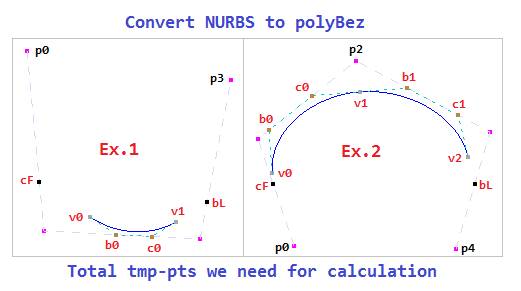 Convert NURBS to polyBez
p0
p3
Ex.1
cF
bL
v0
v1
b0
c0
p2
c0
b1
v1
b0
c1
Ex.2
v2
v0
cF
bL
p0
p4
Total tmp-pts we need for calculation